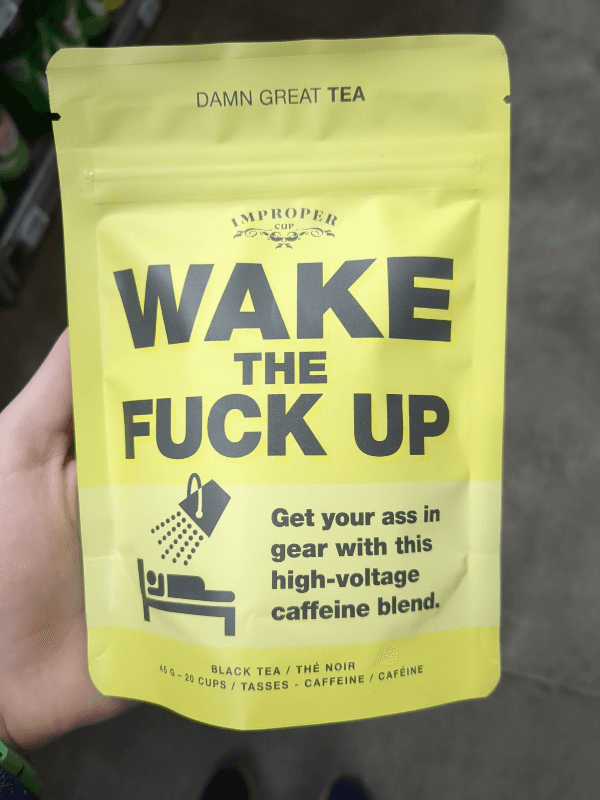 DAMN GREAT TEA
IMPROPER
CUP
WAKE
THE
FUCK UP
Get your ass in
gear with this
high-voltage
caffeine blend.
BLACK TEA / THÉ NOIR
45 G - 20 CUPS / TASSES - CAFFEINE / CAFÉINE